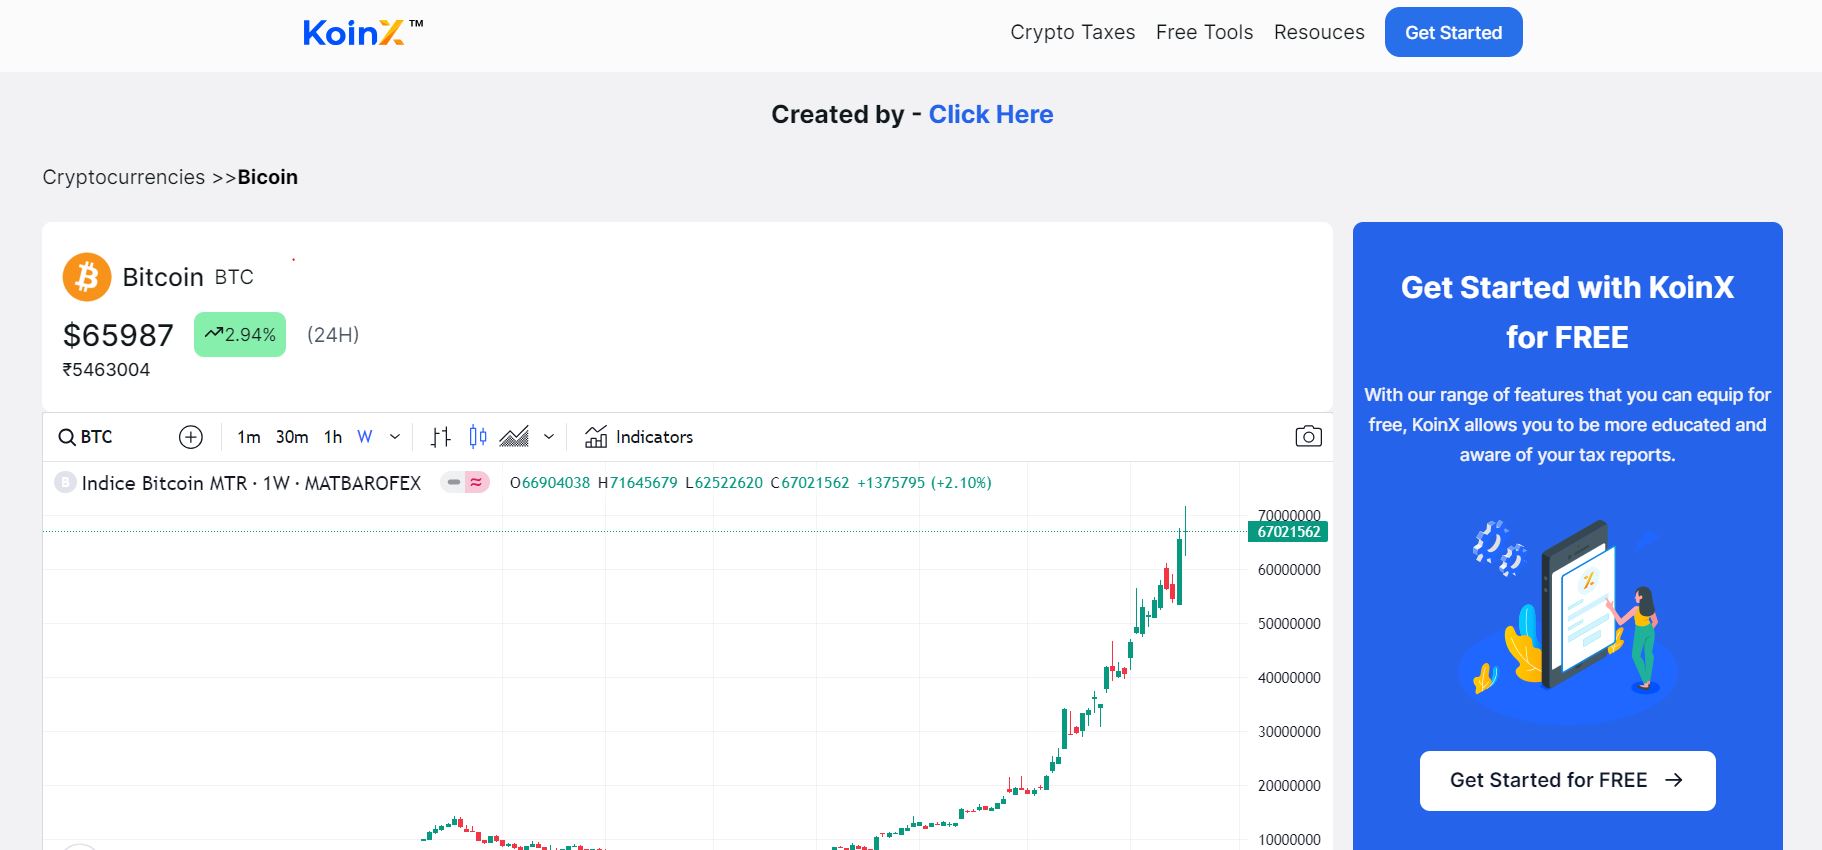 KoinX™
Crypto Taxes Free Tools Resouces Get Started
Created by - Click Here
Cryptocurrencies >>Bicoin
Bitcoin BTC
$65987 2.94% (24H)
₹5463004
BTC 1m 30m 1h W Indicators
B Indice Bitcoin MTR · 1W · MATBAROFEX O66904038 H71645679 L62522620 C67021562 +1375795 (+2.10%)
70000000
67021562
60000000
50000000
40000000
30000000
20000000
10000000
Get Started with KoinX
for FREE
With our range of features that you can equip for
free, KoinX allows you to be more educated and
aware of your tax reports.
Get Started for FREE →